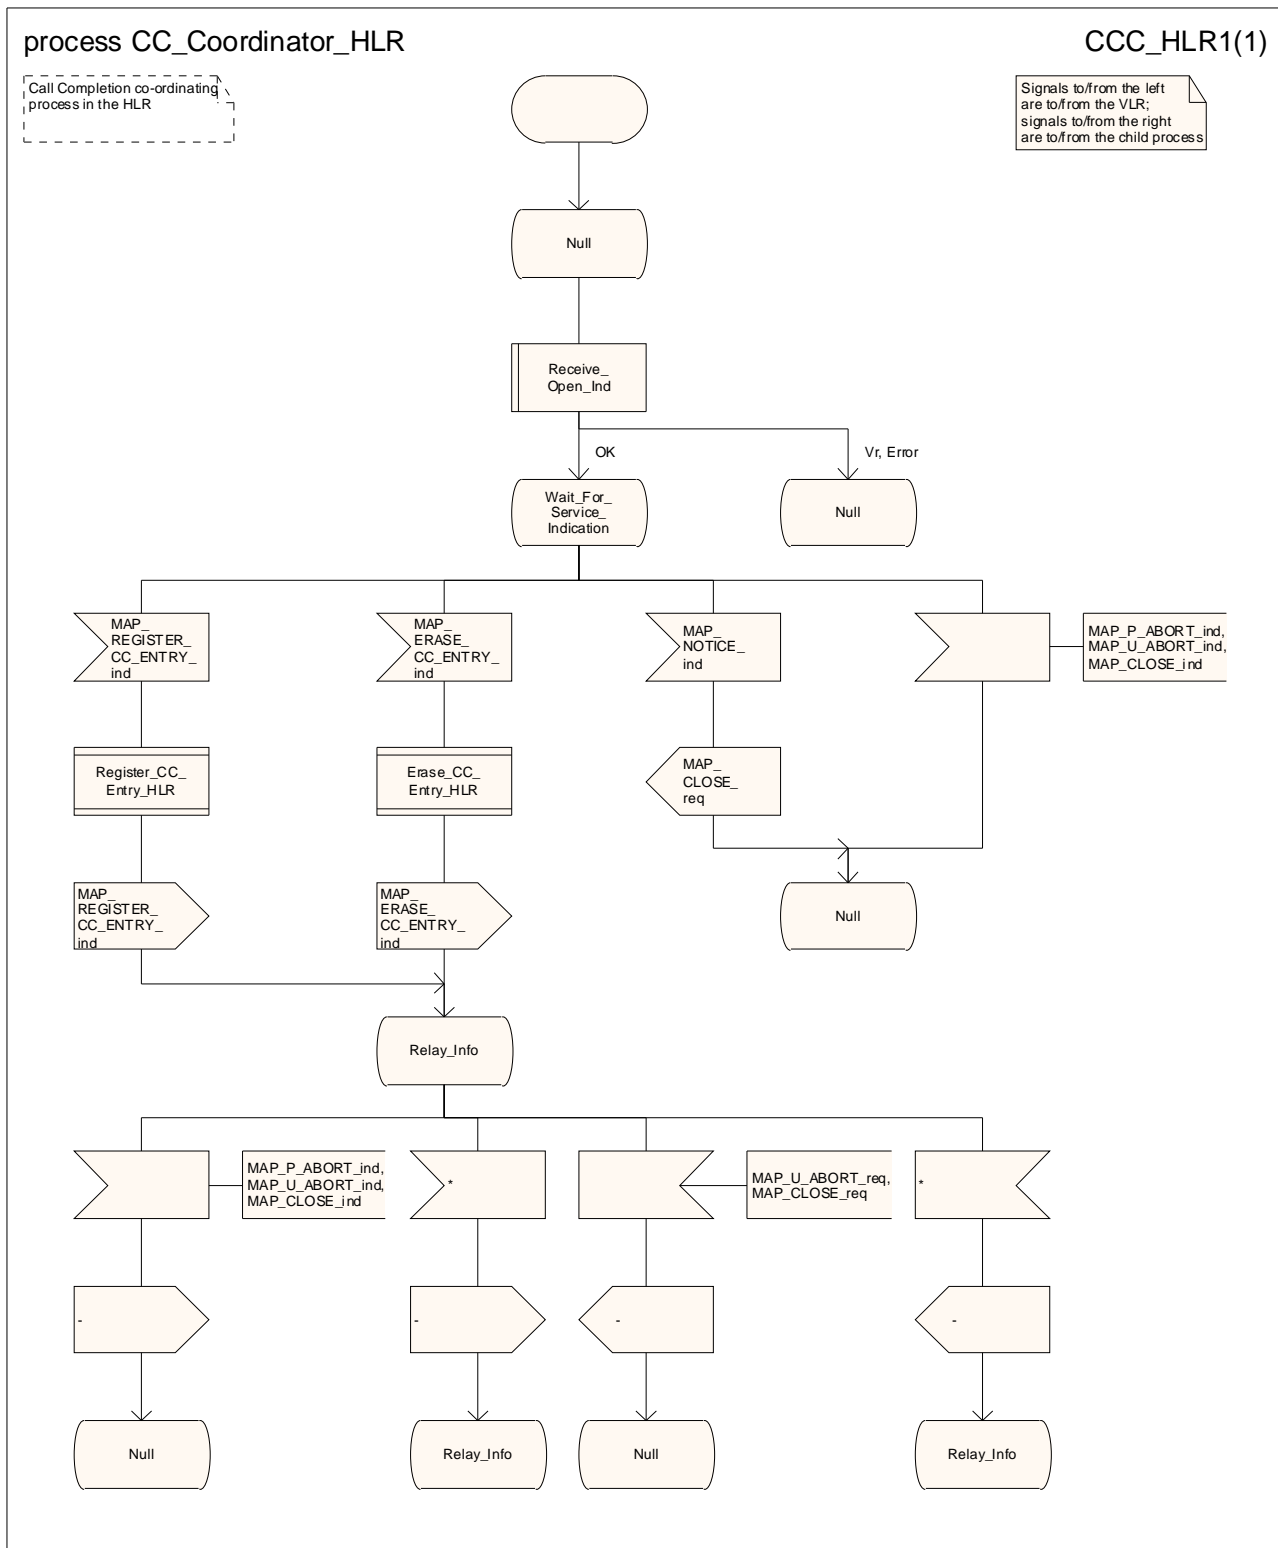 process CC_Coordinator_HLR
CCC_HLR1(1)
Call Completion co-ordinating
process in the HLR
Signals to/from the left
are to/from the VLR;
signals to/from the right
are to/from the child process
Null
Receive_
Open_Ind
OK
Vr, Error
Wait_For_
Service_
Indication
Null
MAP_
REGISTER_
CC_ENTRY_
ind
MAP_
ERASE_
CC_ENTRY_
ind
MAP_
NOTICE_
ind
MAP_P_ABORT_ind,
MAP_U_ABORT_ind,
MAP_CLOSE_ind
Register_CC_
Entry_HLR
Erase_CC_
Entry_HLR
MAP_
CLOSE_
req
MAP_
REGISTER_
CC_ENTRY_
ind
MAP_
ERASE_
CC_ENTRY_
ind
Null
Relay_Info
MAP_P_ABORT_ind,
MAP_U_ABORT_ind,
MAP_CLOSE_ind
*
MAP_U_ABORT_req,
MAP_CLOSE_req
*
-
-
-
-
Null
Relay_Info
Null
Relay_Info